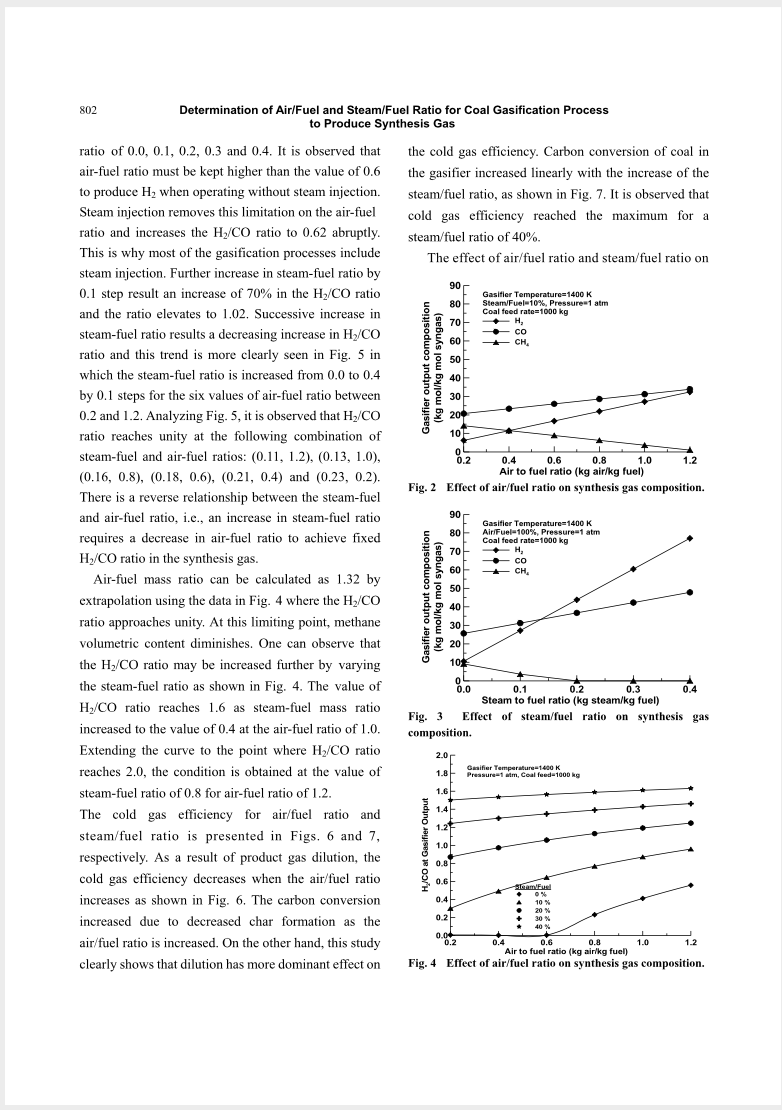 802
Determination of Air/Fuel and Steam/Fuel Ratio for Coal Gasification Process
to Produce Synthesis Gas
ratio of 0.0, 0.1, 0.2, 0.3 and 0.4. It is observed that
air-fuel ratio must be kept higher than the value of 0.6
to produce H₂ when operating without steam injection.
Steam injection removes this limitation on the air-fuel
ratio and increases the H₂/CO ratio to 0.62 abruptly.
This is why most of the gasification processes include
steam injection. Further increase in steam-fuel ratio by
0.1 step result an increase of 70% in the H₂/CO ratio
and the ratio elevates to 1.02. Successive increase in
steam-fuel ratio results a decreasing increase in H₂/CO
ratio and this trend is more clearly seen in Fig. 5 in
which the steam-fuel ratio is increased from 0.0 to 0.4
by 0.1 steps for the six values of air-fuel ratio between
0.2 and 1.2. Analyzing Fig. 5, it is observed that H₂/CO
ratio reaches unity at the following combination of
steam-fuel and air-fuel ratios: (0.11, 1.2), (0.13, 1.0),
(0.16, 0.8), (0.18, 0.6), (0.21, 0.4) and (0.23, 0.2).
There is a reverse relationship between the steam-fuel
and air-fuel ratio, i.e., an increase in steam-fuel ratio
requires a decrease in air-fuel ratio to achieve fixed
H₂/CO ratio in the synthesis gas.
Air-fuel mass ratio can be calculated as 1.32 by
extrapolation using the data in Fig. 4 where the H₂/CO
ratio approaches unity. At this limiting point, methane
volumetric content diminishes. One can observe that
the H₂/CO ratio may be increased further by varying
the steam-fuel ratio as shown in Fig. 4. The value of
H₂/CO ratio reaches 1.6 as steam-fuel mass ratio
increased to the value of 0.4 at the air-fuel ratio of 1.0.
Extending the curve to the point where H₂/CO ratio
reaches 2.0, the condition is obtained at the value of
steam-fuel ratio of 0.8 for air-fuel ratio of 1.2.
The cold gas efficiency for air/fuel ratio and
steam/fuel ratio is presented in Figs. 6 and 7,
respectively. As a result of product gas dilution, the
cold gas efficiency decreases when the air/fuel ratio
increases as shown in Fig. 6. The carbon conversion
increased due to decreased char formation as the
air/fuel ratio is increased. On the other hand, this study
clearly shows that dilution has more dominant effect on
the cold gas efficiency. Carbon conversion of coal in
the gasifier increased linearly with the increase of the
steam/fuel ratio, as shown in Fig. 7. It is observed that
cold gas efficiency reached the maximum for a
steam/fuel ratio of 40%.
The effect of air/fuel ratio and steam/fuel ratio on
Gasifier output composition
(kg mol/kg mol syngas)
90
80
70
60
50
40
30
20
10
0
Gasifier Temperature=1400 K
Steam/Fuel=10%, Pressure=1 atm
Coal feed rate=1000 kg
H₂
CO
CH₄
0.2 0.4 0.6 0.8 1.0 1.2
Air to fuel ratio (kg air/kg fuel)
Fig. 2 Effect of air/fuel ratio on synthesis gas composition.
Gasifier output composition
(kg mol/kg mol syngas)
90
80
70
60
50
40
30
20
10
0
Gasifier Temperature=1400 K
Air/Fuel=100%, Pressure=1 atm
Coal feed rate=1000 kg
H₂
CO
CH₄
0.0 0.1 0.2 0.3 0.4
Steam to fuel ratio (kg steam/kg fuel)
Fig. 3 Effect of steam/fuel ratio on synthesis gas
composition.
H₂/CO at Gasifier Output
2.0
1.8
1.6
1.4
1.2
1.0
0.8
0.6
0.4
0.2
0.0
Gasifier Temperature=1400 K
Pressure=1 atm, Coal feed=1000 kg
Steam/Fuel
0 %
10 %
20 %
30 %
40 %
0.2 0.4 0.6 0.8 1.0 1.2
Air to fuel ratio (kg air/kg fuel)
Fig. 4 Effect of air/fuel ratio on synthesis gas composition.